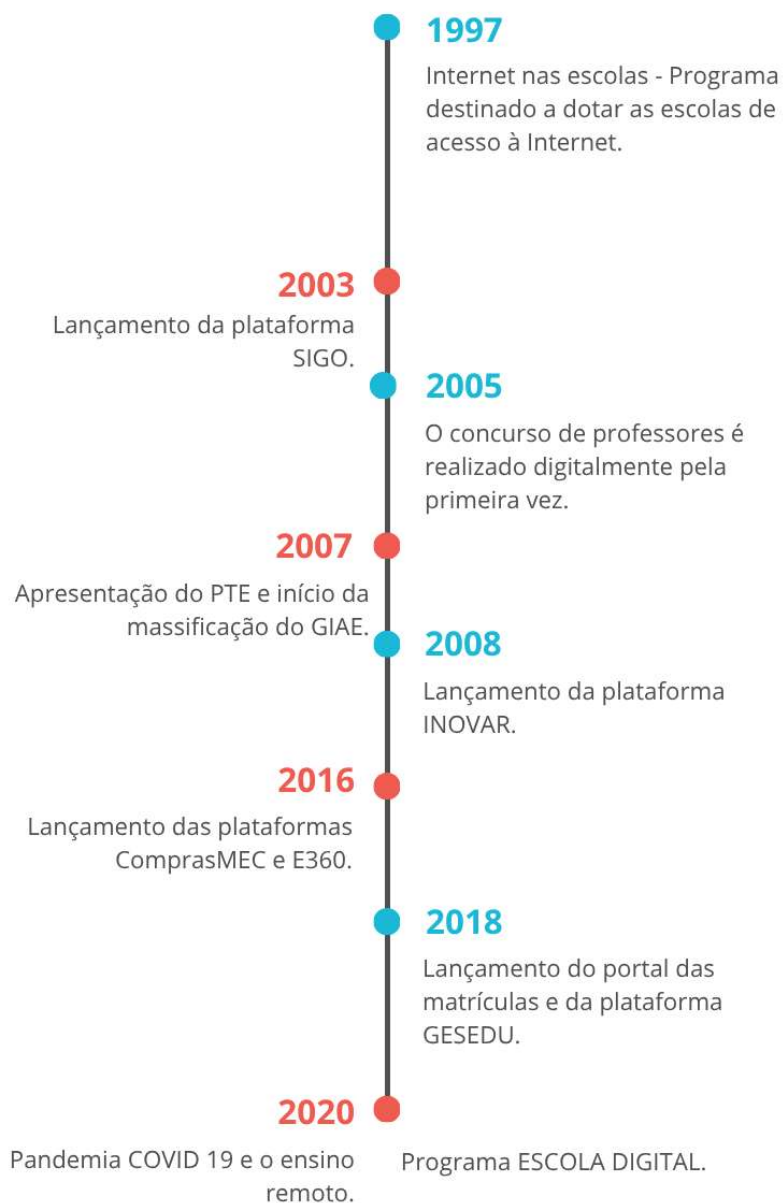 1997
Internet nas escolas - Programa
destinado a dotar as escolas de
acesso à Internet.
2003
Lançamento da plataforma
SIGO.
2005
O concurso de professores é
realizado digitalmente pela
primeira vez.
2007
Apresentação do PTE e início da
massificação do GIAE.
2008
Lançamento da plataforma
INOVAR.
2016
Lançamento das plataformas
ComprasMEC e E360.
2018
Lançamento do portal das
matrículas e da plataforma
GESEDU.
2020
Pandemia COVID 19 e o ensino
remoto.
Programa ESCOLA DIGITAL.